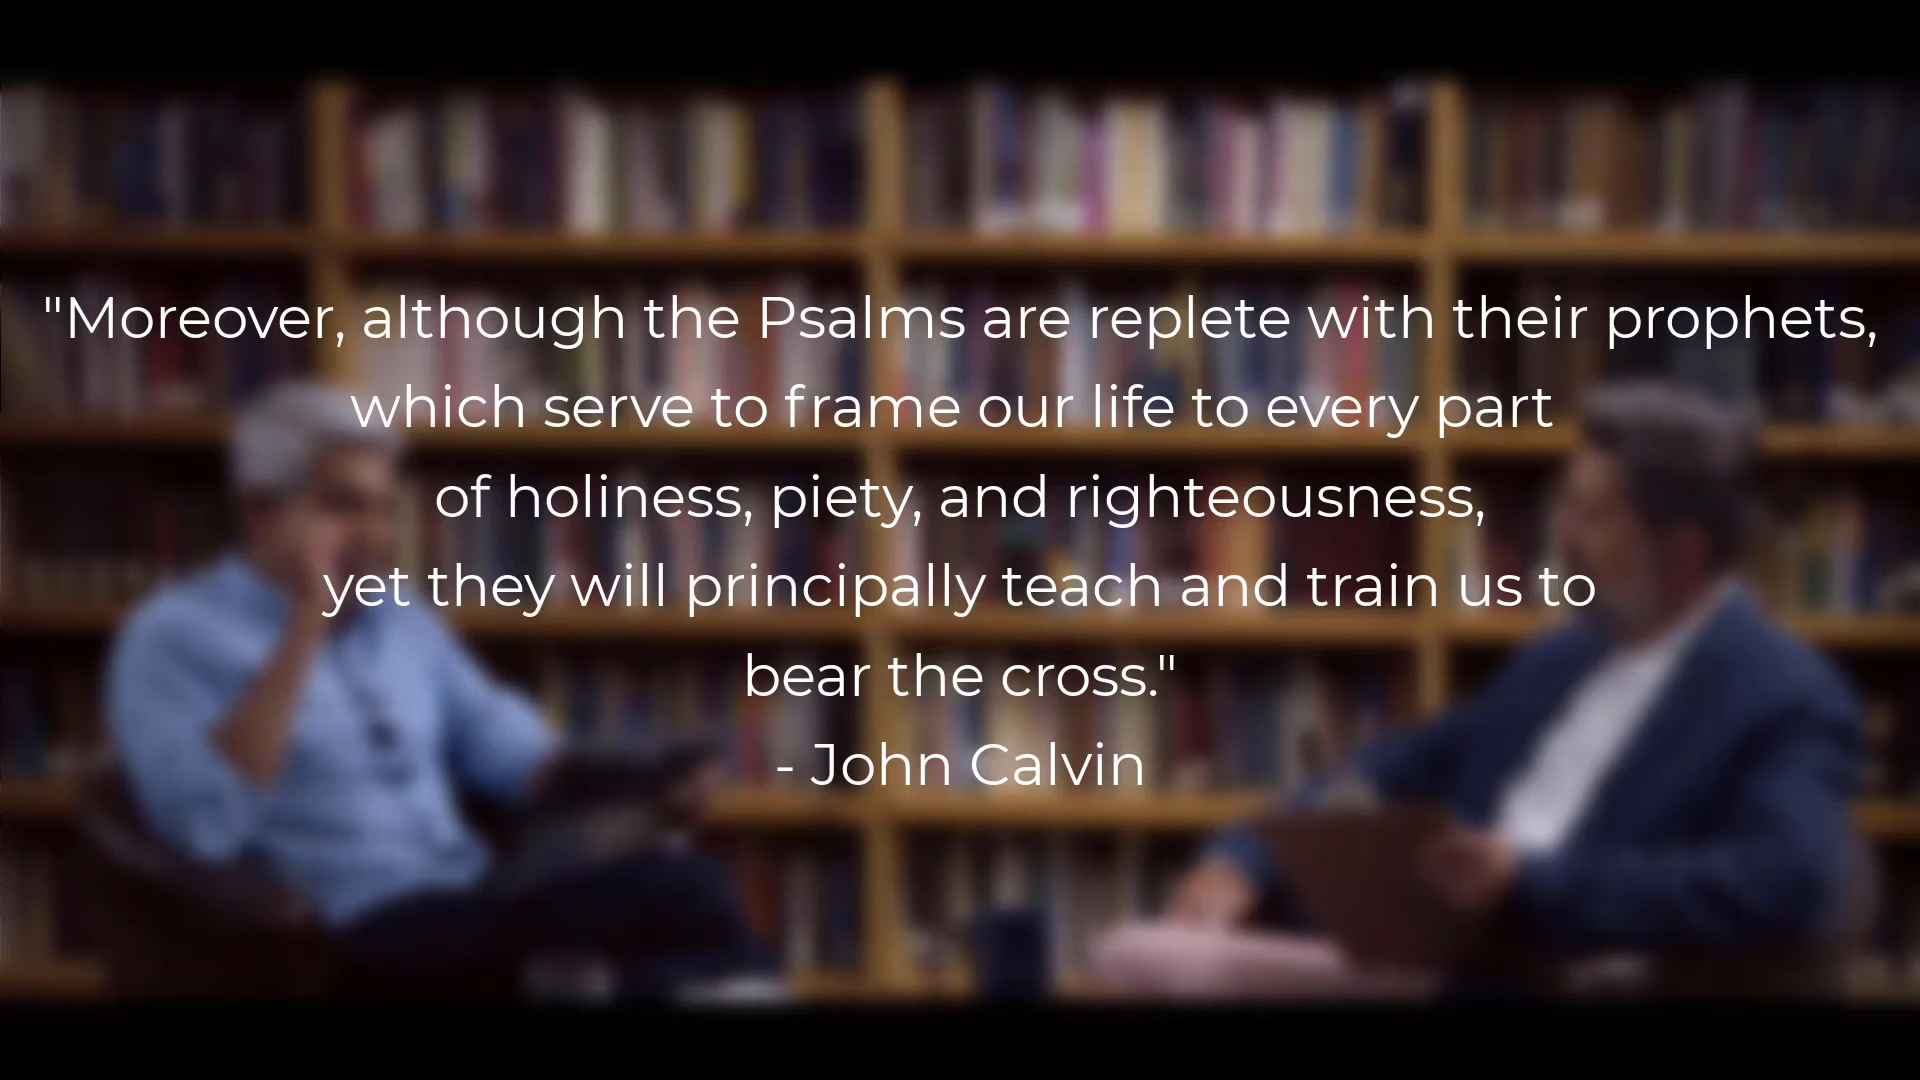 "Moreover, although the Psalms are replete with their prophets,
which serve to frame our life to every part
of holiness, piety, and righteousness,
yet they will principally teach and train us to
bear the cross."
- John Calvin